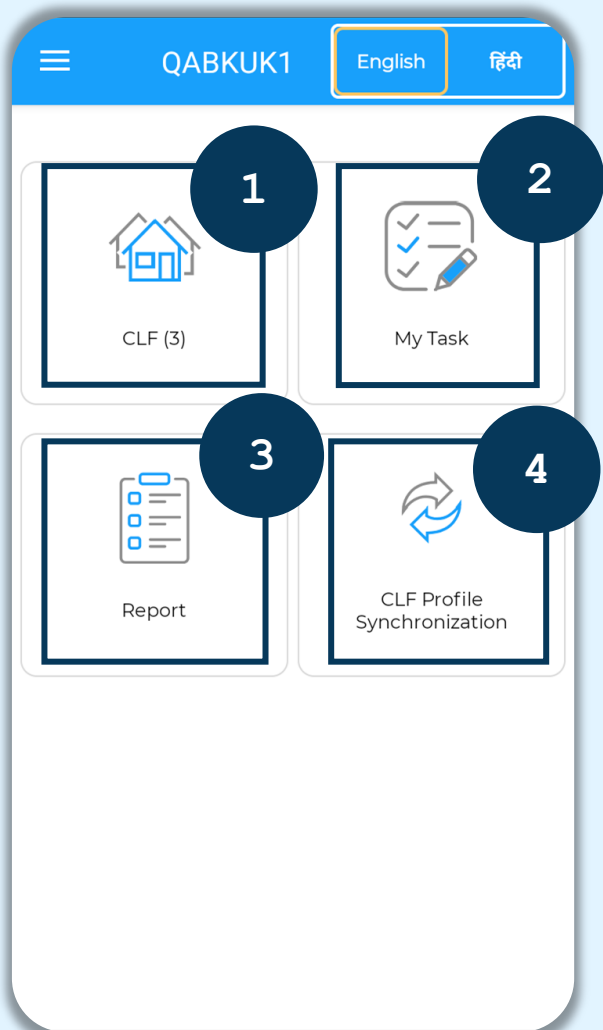 QABKUK1 English हिंदी
1 2
CLF (3) My Task
3 4
Report CLF Profile
Synchronization